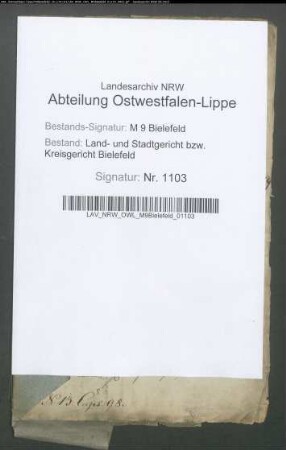 Landesarchiv NRW
Abteilung Ostwestfalen-Lippe
Bestands-Signatur: M 9 Bielefeld
Bestand: Land- und Stadtgericht bzw.
Kreisgericht Bielefeld
Signatur: Nr. 1103
LAV_NRW_OWL_M9Bielefeld_01103